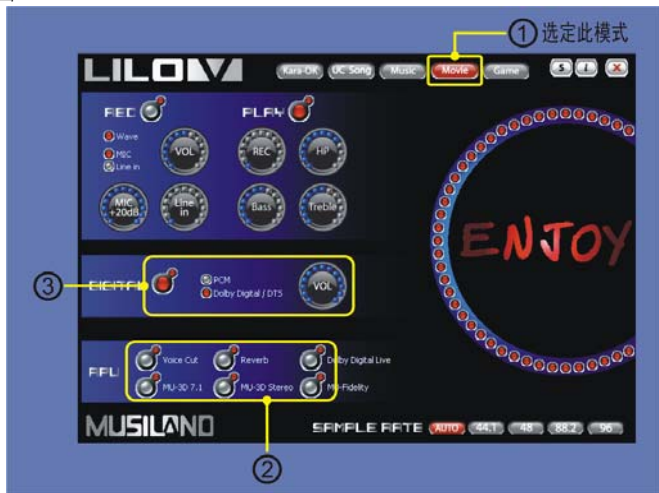 ① 选定此模式
LILO V
Kara-OK UC Song Music Movie Game S i X
REC PLAY
Wave
MIC
Line in
VOL REC HP
MIC +20dB Line in Bass Treble
ENJOY
③
DIGITAL PCM
Dolby Digital / DTS
VOL
APU
Voice Cut Reverb Dolby Digital Live
MU-3D 7.1 MU-3D Stereo MU-Fidelity
MUSILAND SAMPLE RATE AUTO 44.1 48 88.2 96
②